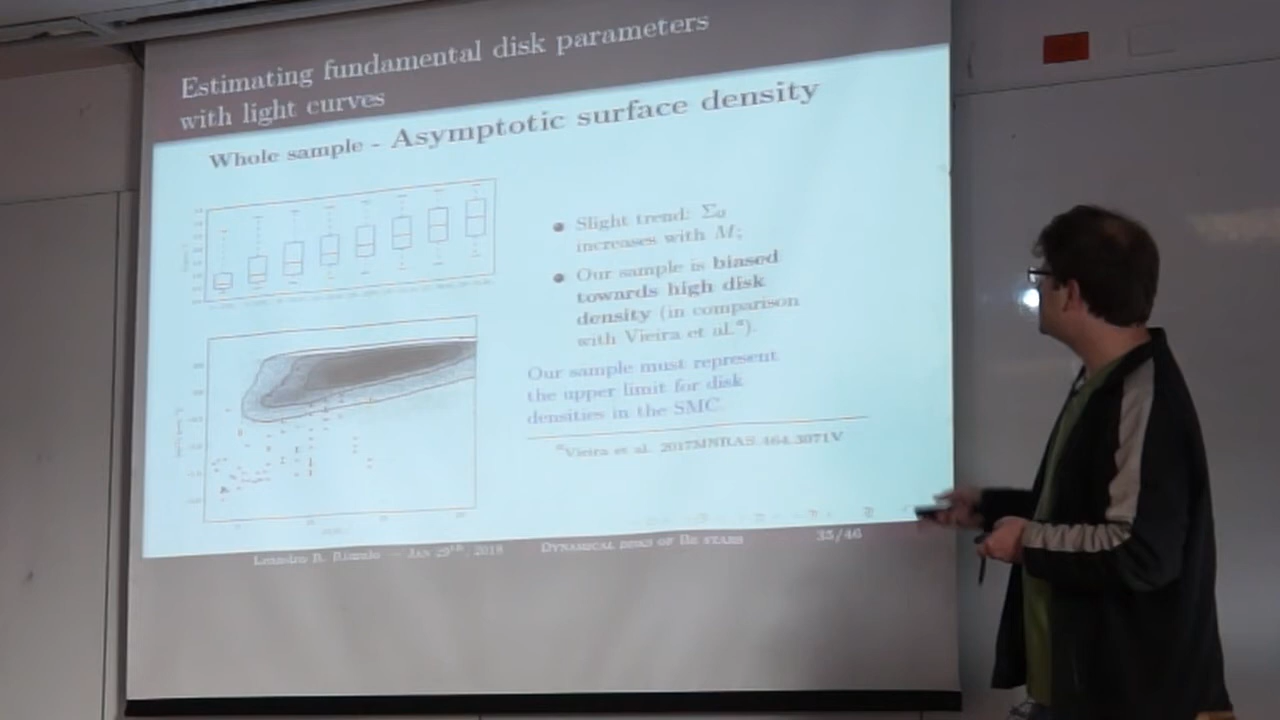 Estimating fundamental disk parameters
with light curves
Whole sample - Asymptotic surface density
Slight trend: Σ₀
increases with M;
Our sample is biased
towards high disk
density (in comparison
with Vieira et al.ᵃ).
Our sample must represent
the upper limit for disk
densities in the SMC.
ᵃVieira et al. 2017MNRAS.464.3071V
R. — Jan 29ᵗʰ, 2018 Dynamical disks of Be stars 35/46